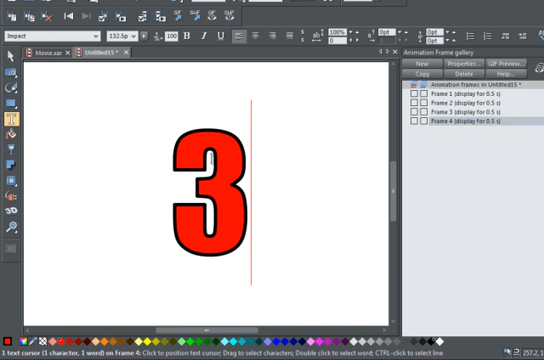 Impact 132.5p 100 B I U 100% 0 0pt 0pt
Movie.xar Untitled15 *
Animation Frame gallery
New Properties... GIF Preview...
Copy Delete Help...
Animation frames in Untitled15 *
Frame 1 (display for 0.5 s)
Frame 2 (display for 0.5 s)
Frame 3 (display for 0.5 s)
Frame 4 (display for 0.5 s)
3
3D
1 text cursor (1 character, 1 word) on Frame 4: Click to position text cursor; Drag to select characters; Double click to select word; CTRL-click to select line